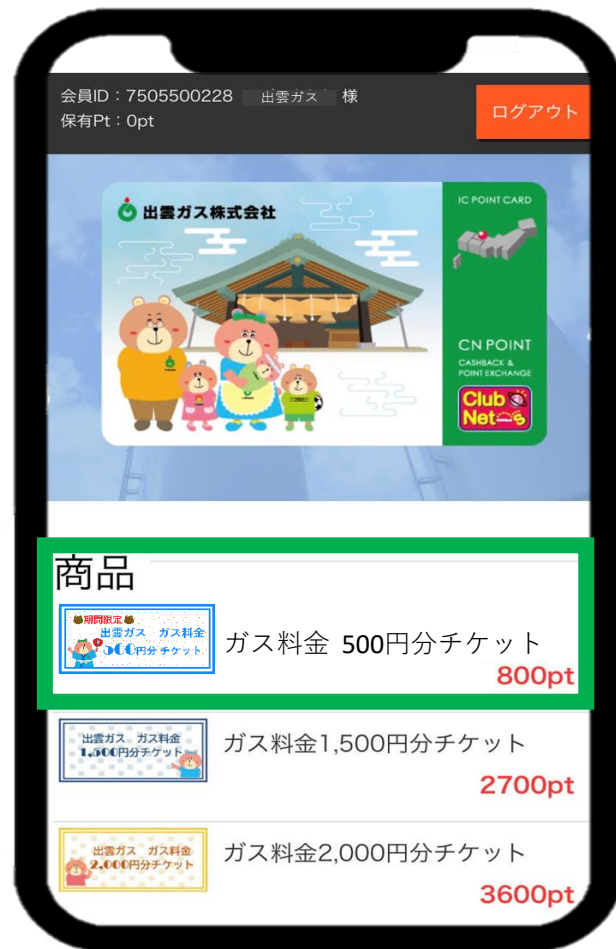 会員ID：7505500228 出雲ガス 様
保有Pt：0pt
ログアウト
出雲ガス株式会社
IC POINT CARD
CN POINT
CASHBACK &
POINT EXCHANGE
Club
Net-s
商品
期間限定
出雲ガス ガス料金
500円分チケット
ガス料金 500円分チケット
800pt
出雲ガス ガス料金
1,500円分チケット
ガス料金1,500円分チケット
2700pt
出雲ガス ガス料金
2,000円分チケット
ガス料金2,000円分チケット
3600pt